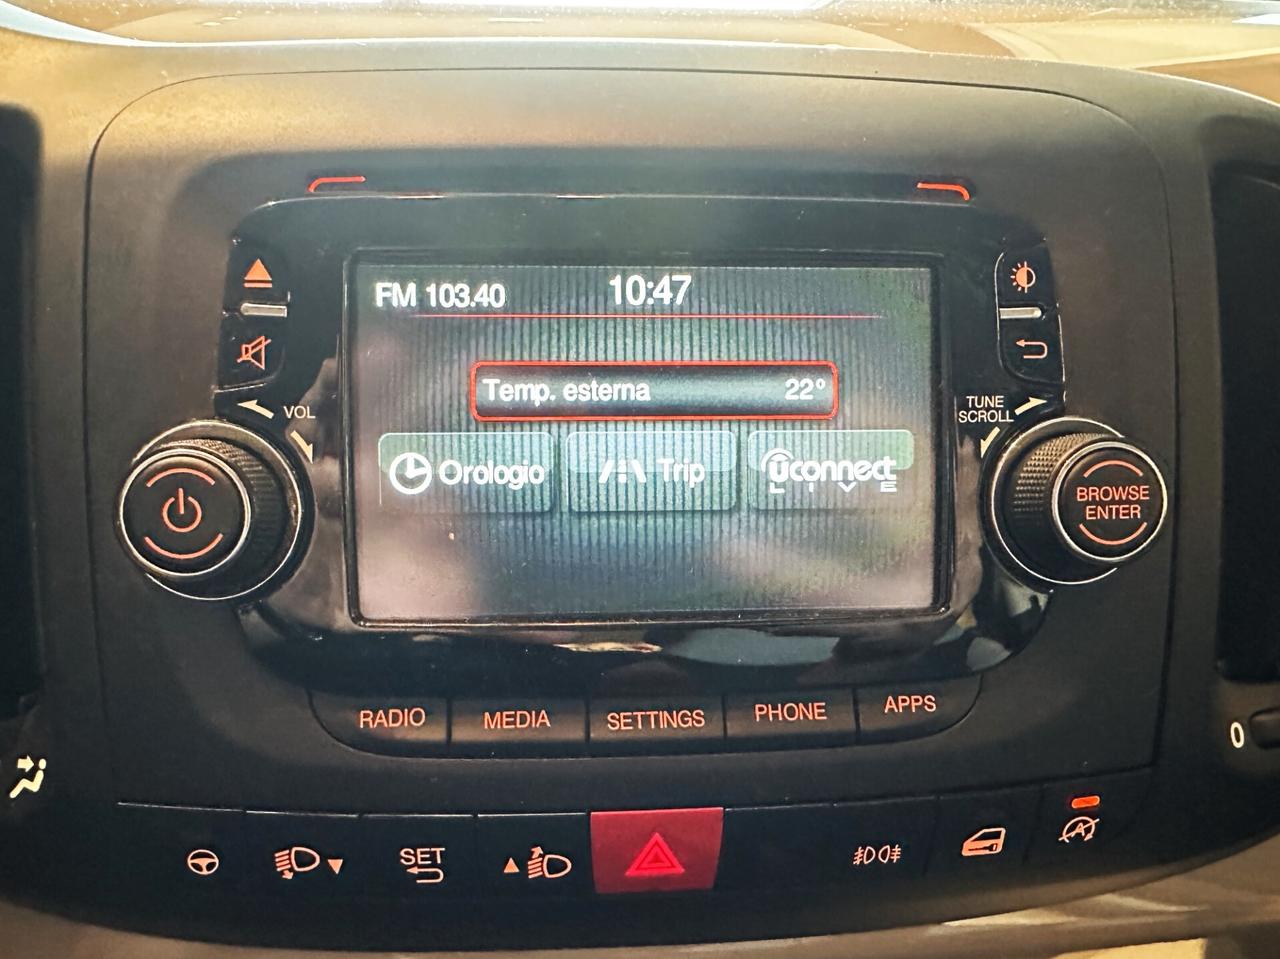 FM 103.40 10:47
Temp. esterna 22°
Orologio Trip uconnect
LIVE
VOL
TUNE
SCROLL
BROWSE
ENTER
RADIO MEDIA SETTINGS PHONE APPS
SET
0